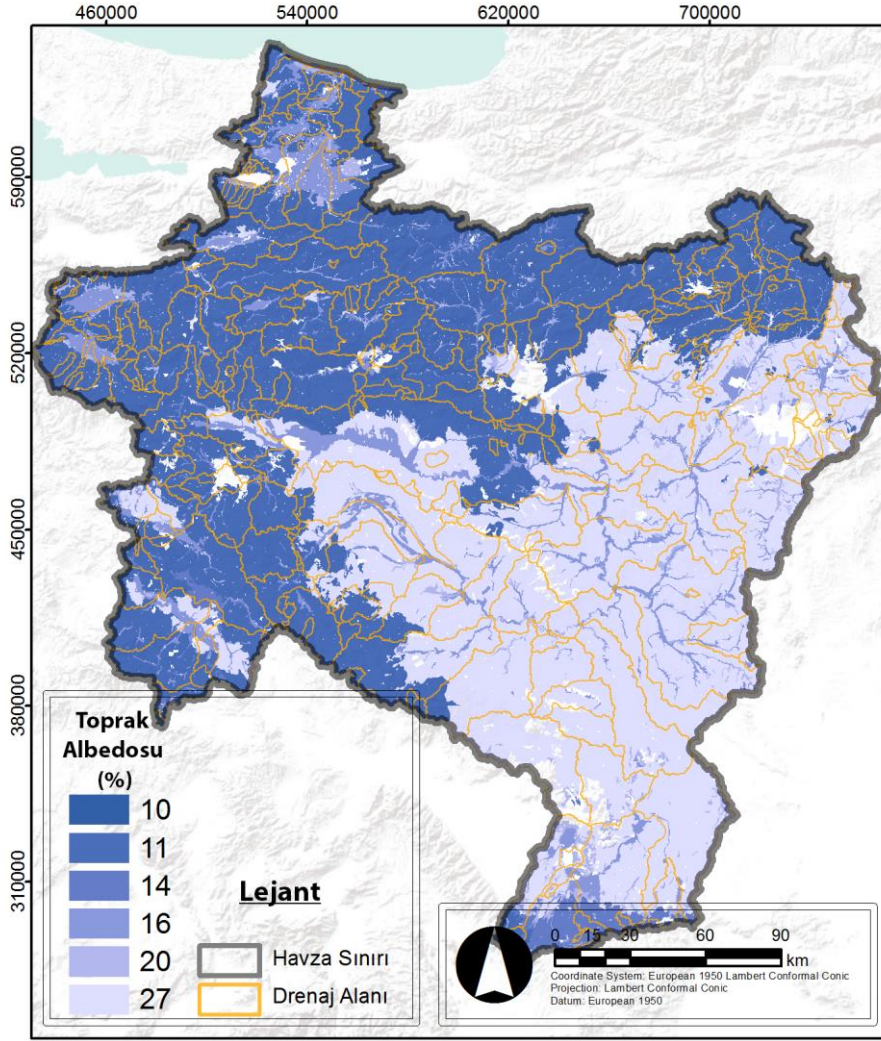 460000 540000 620000 700000
590000
520000
450000
380000
310000
Toprak
Albedosu
(%)
10
11
14
16
20
27
Lejant
Havza Sınırı
Drenaj Alanı
0 15 30 60 90
km
Coordinate System: European 1950 Lambert Conformal Conic
Projection: Lambert Conformal Conic
Datum: European 1950